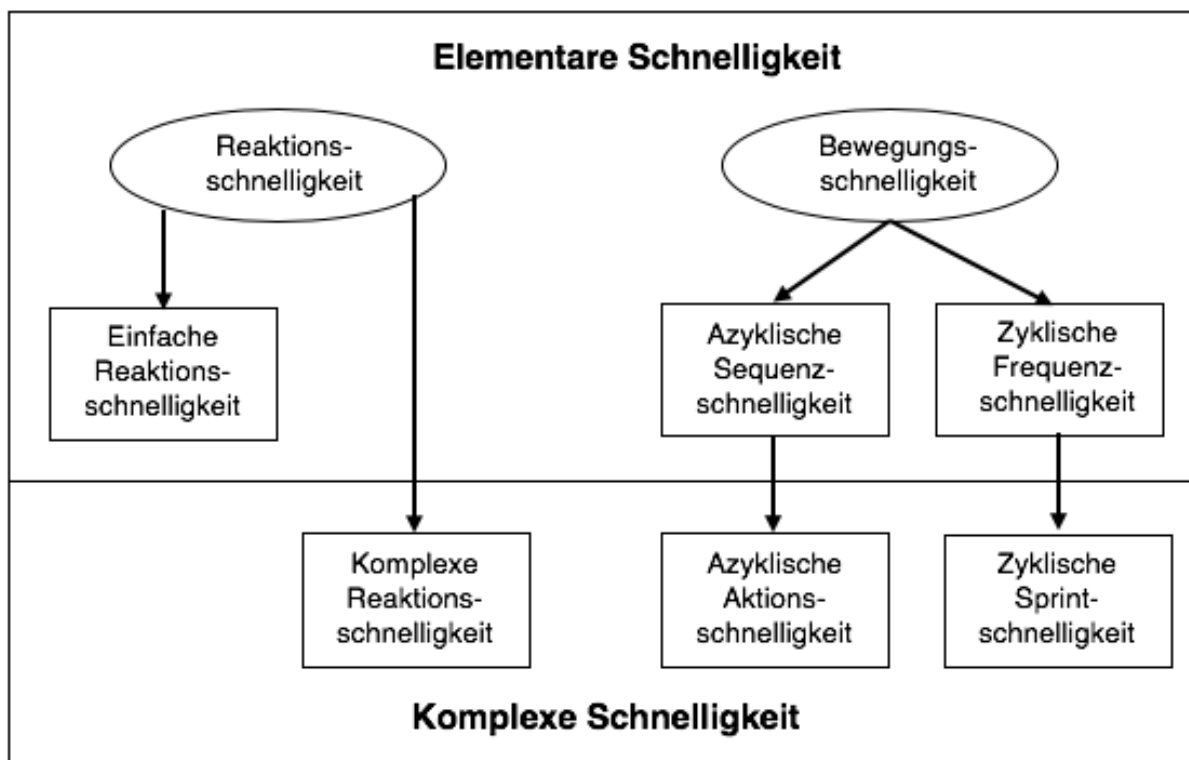 Elementare Schnelligkeit
Reaktions-
schnelligkeit
Bewegungs-
schnelligkeit
Einfache
Reaktions-
schnelligkeit
Azyklische
Sequenz-
schnelligkeit
Zyklische
Frequenz-
schnelligkeit
Komplexe
Reaktions-
schnelligkeit
Azyklische
Aktions-
schnelligkeit
Zyklische
Sprint-
schnelligkeit
Komplexe Schnelligkeit